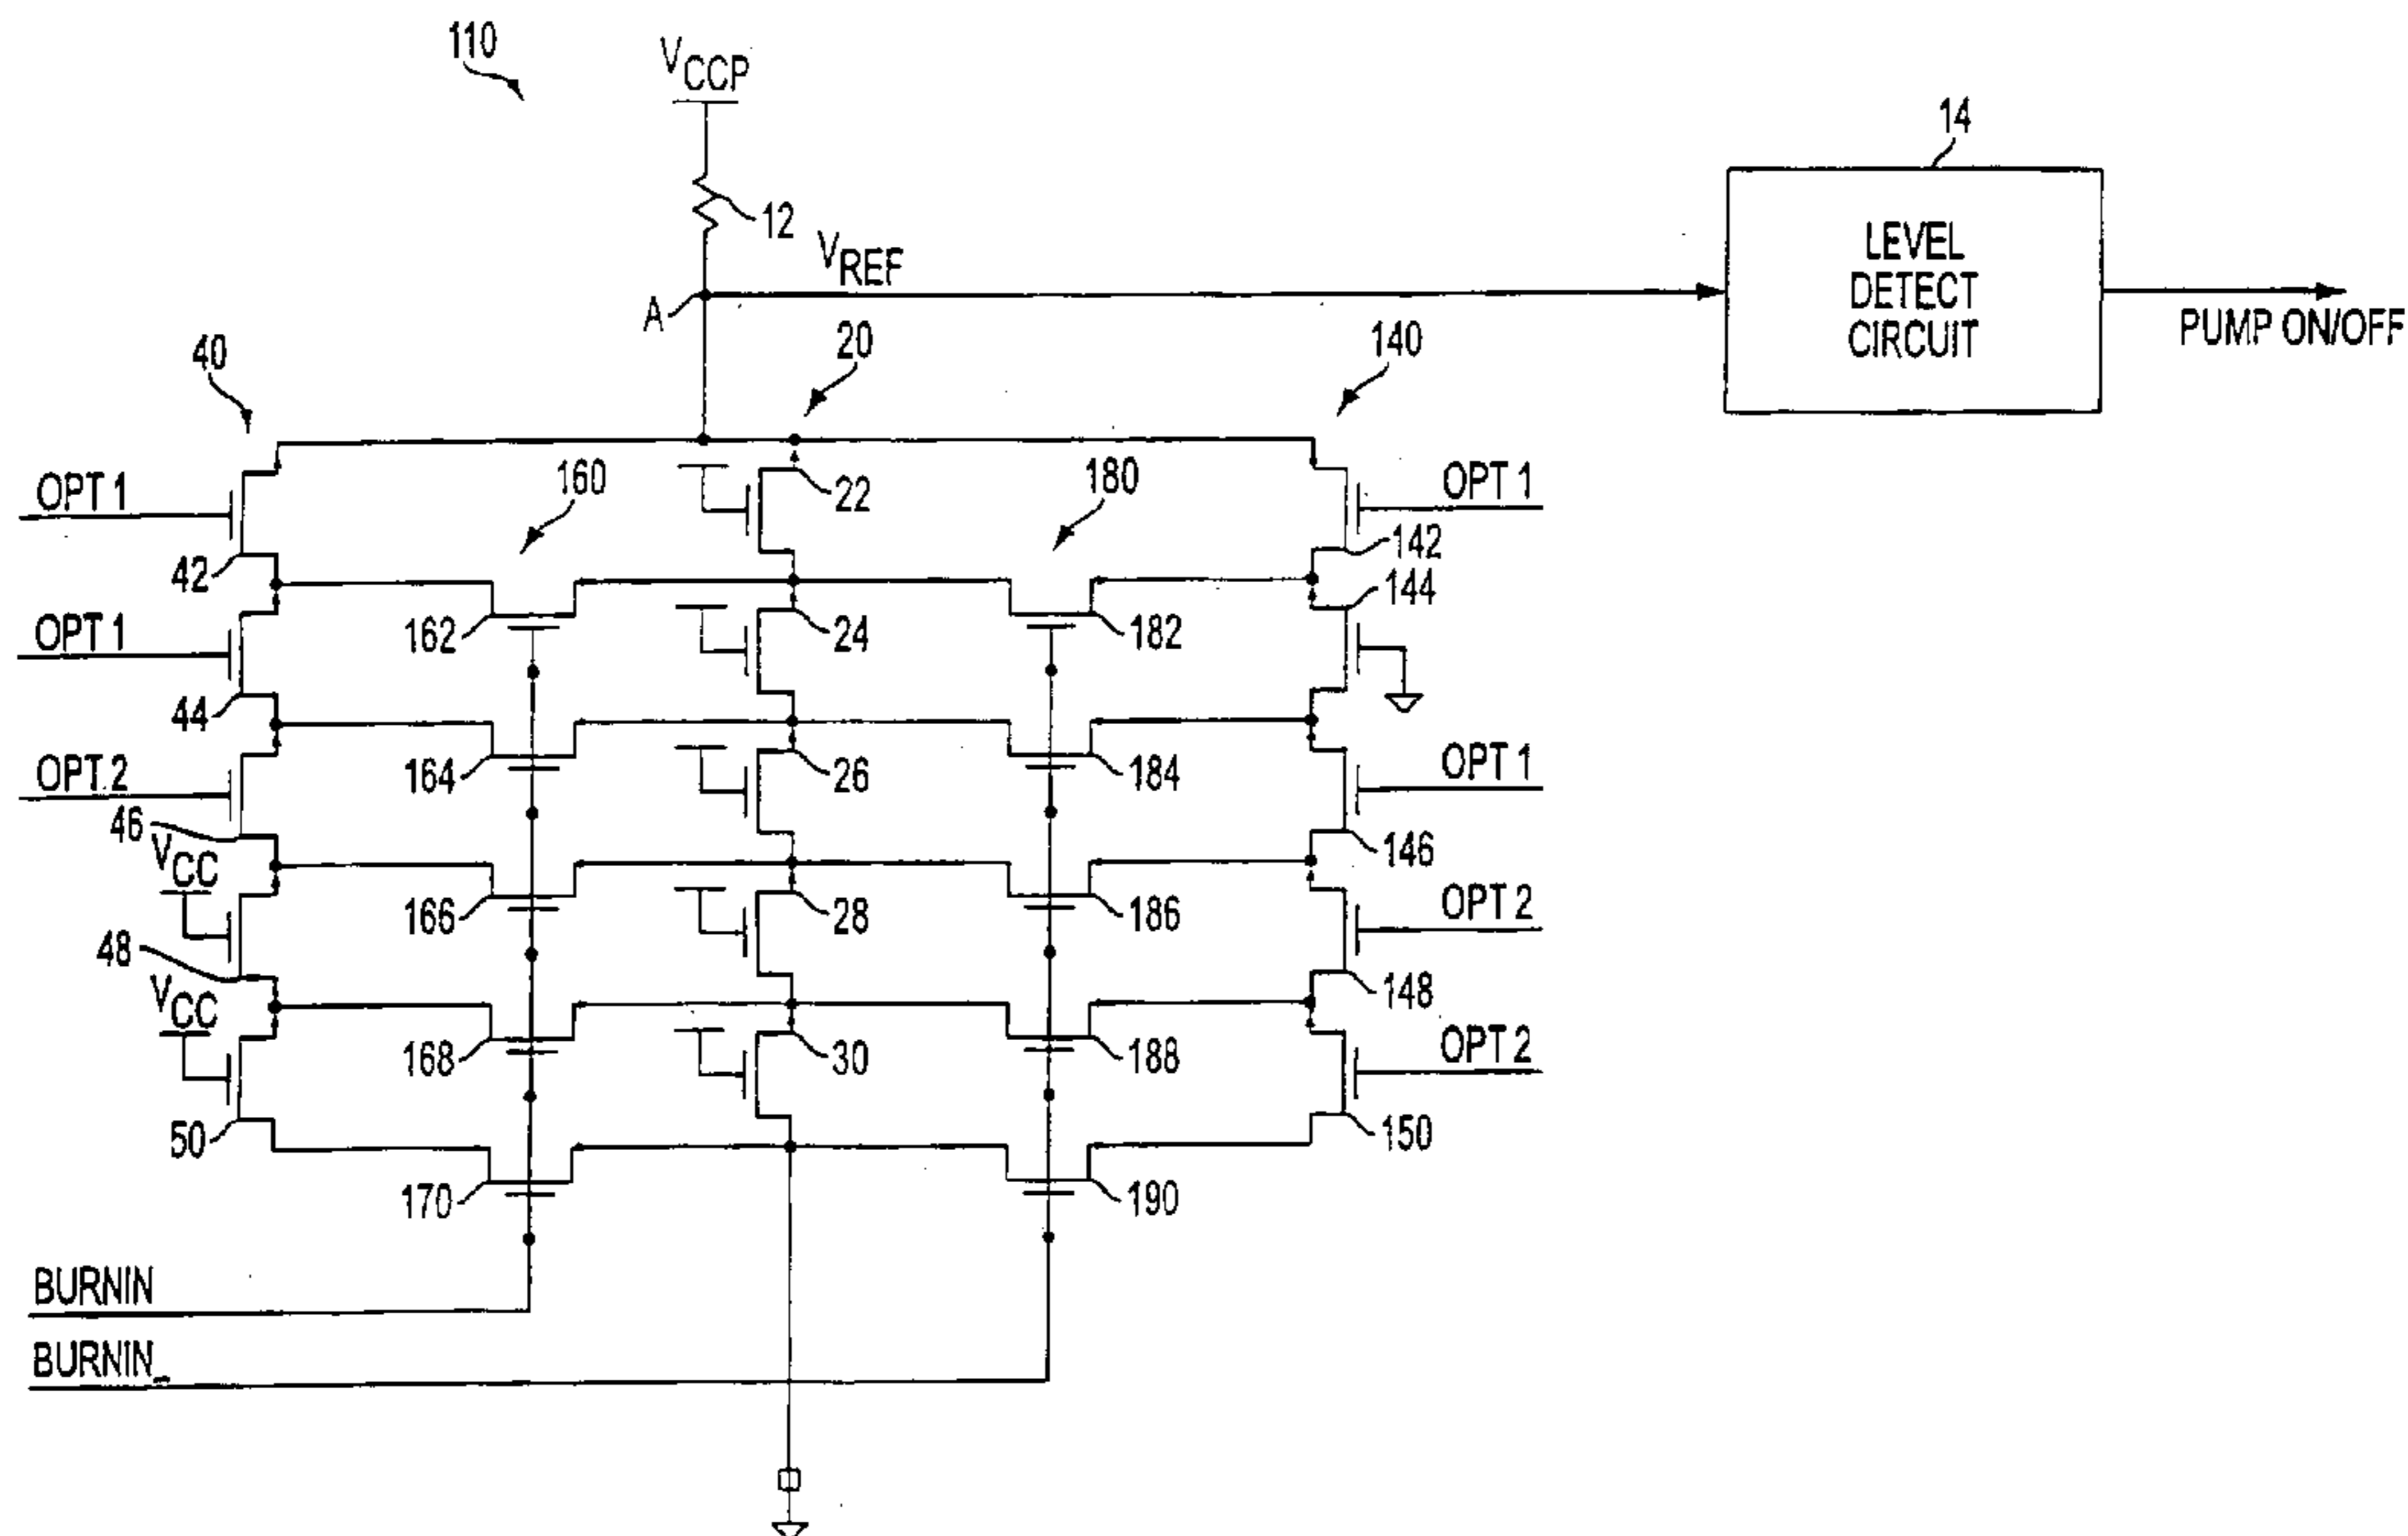 110
VCCP
14
12
VREF
LEVEL
DETECT
CIRCUIT
A
PUMP ON/OFF
40
20
140
OPT 1
160
22
180
OPT 1
42
142
162
24
182
144
OPT 1
44
OPT 2
164
26
184
OPT 1
46
VCC
146
166
28
186
OPT 2
48
VCC
148
168
30
188
OPT 2
50
150
170
190
BURNIN
BURNIN_